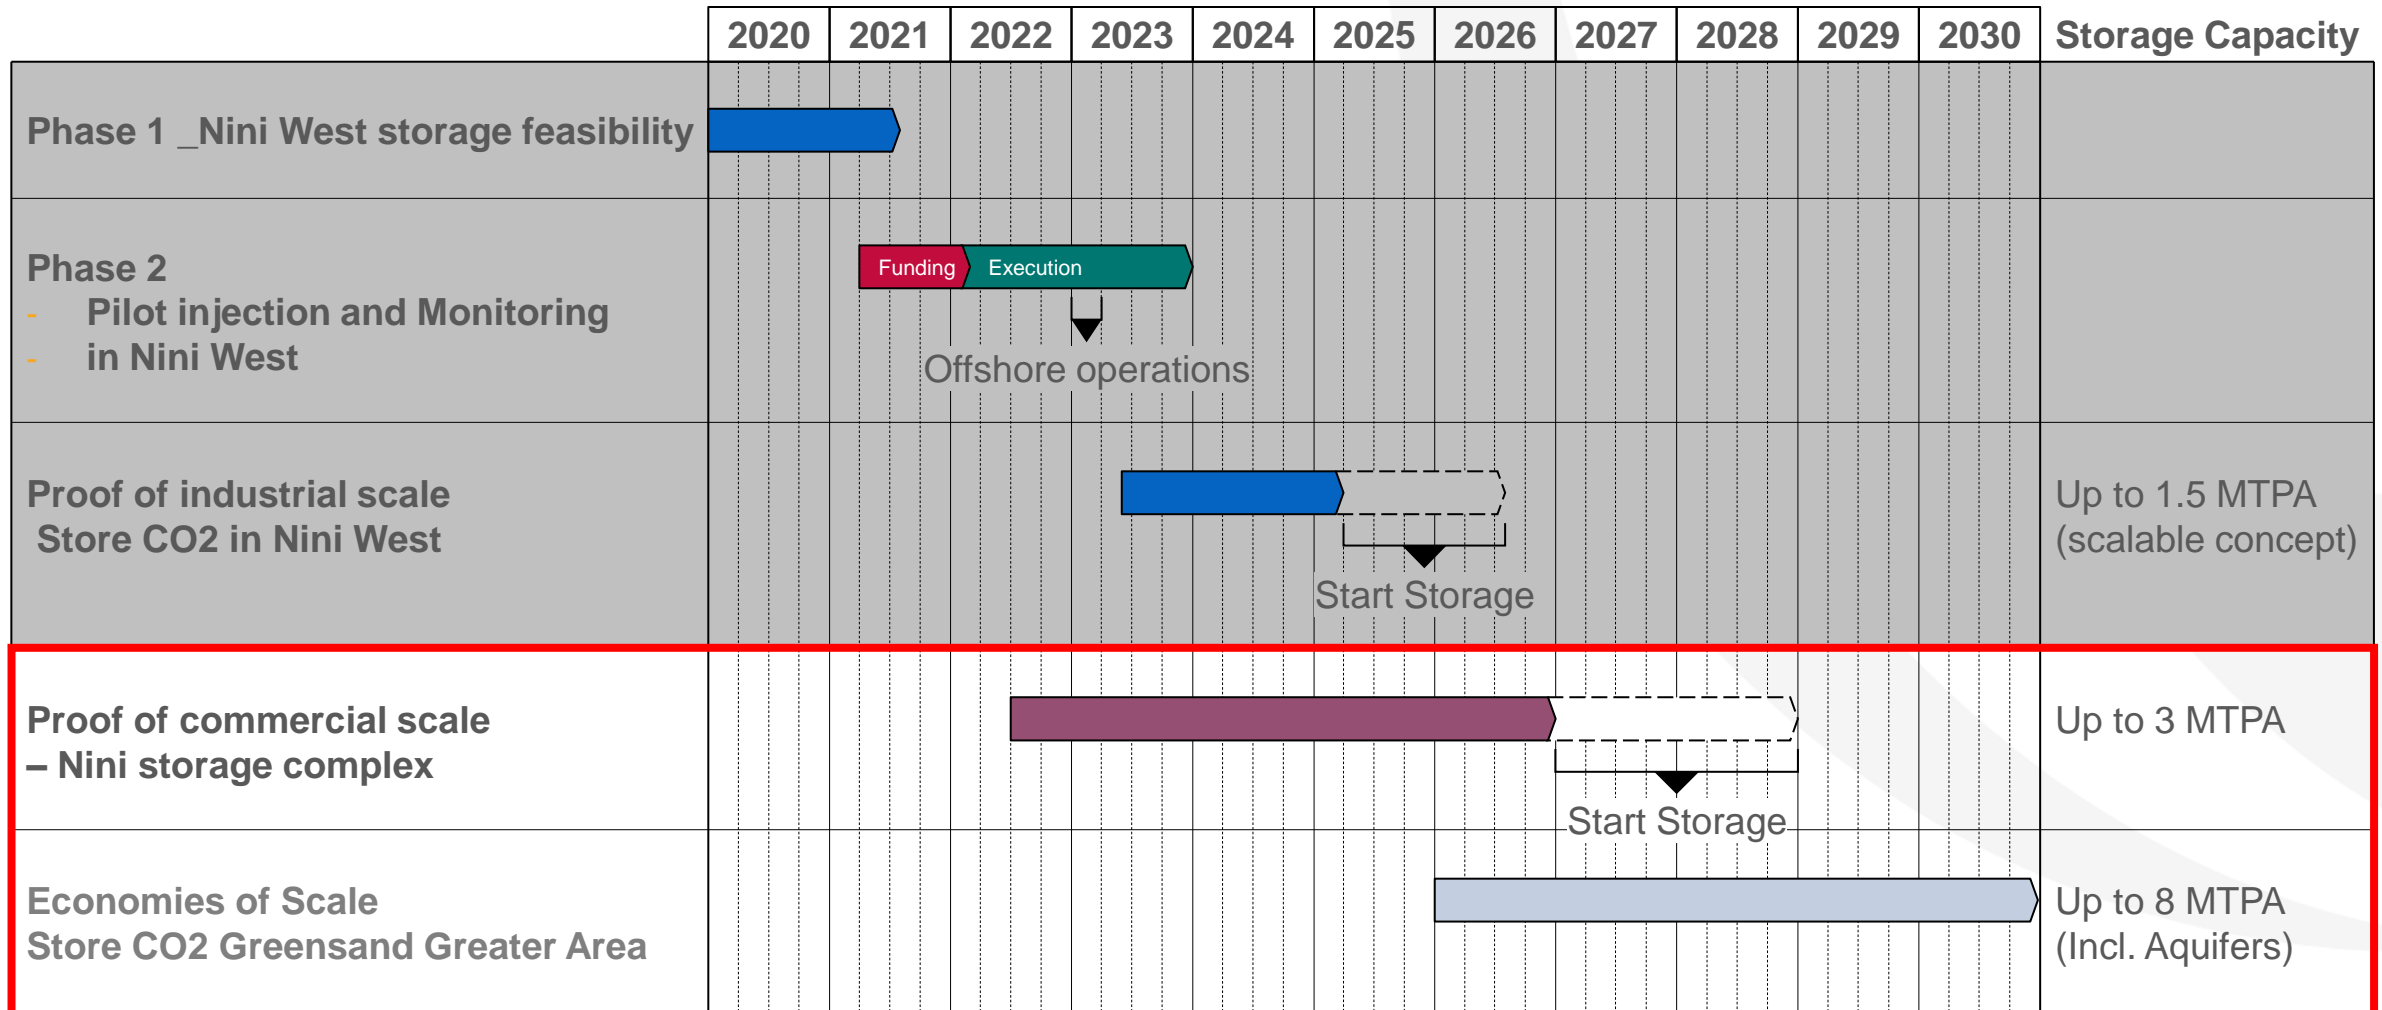 2020 2021 2022 2023 2024 2025 2026 2027 2028 2029 2030 Storage Capacity
Phase 1 _Nini West storage feasibility
Phase 2
- Pilot injection and Monitoring
- in Nini West
Funding Execution
Offshore operations
Proof of industrial scale
Store CO2 in Nini West
Start Storage
Up to 1.5 MTPA
(scalable concept)
Proof of commercial scale
– Nini storage complex
Start Storage
Up to 3 MTPA
Economies of Scale
Store CO2 Greensand Greater Area
Up to 8 MTPA
(Incl. Aquifers)